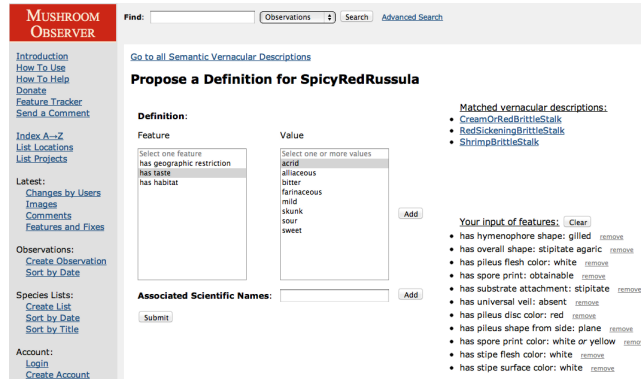 MUSHROOM
OBSERVER
Find:
Observations
Search
Advanced Search
Introduction
How To Use
How To Help
Donate
Feature Tracker
Send a Comment
Index A→Z
List Locations
List Projects
Latest:
Changes by Users
Images
Comments
Features and Fixes
Observations:
Create Observation
Sort by Date
Species Lists:
Create List
Sort by Date
Sort by Title
Account:
Login
Create Account
Go to all Semantic Vernacular Descriptions
Propose a Definition for SpicyRedRussula
Definition:
Feature
Select one feature
has geographic restriction
has taste
has habitat
Value
Select one or more values
acrid
alliaceous
bitter
farinaceous
mild
skunk
sour
sweet
Add
Associated Scientific Names:
Add
Submit
Matched vernacular descriptions:
• CreamOrRedBrittleStalk
• RedSickeningBrittleStalk
• ShrimpBrittleStalk
Your input of features: Clear
• has hymenophore shape: gilled remove
• has overall shape: stipitate agaric remove
• has pileus flesh color: white remove
• has spore print: obtainable remove
• has substrate attachment: stipitate remove
• has universal veil: absent remove
• has pileus disc color: red remove
• has pileus shape from side: plane remove
• has spore print color: white or yellow remov
• has stipe flesh color: white remove
• has stipe surface color: white remove